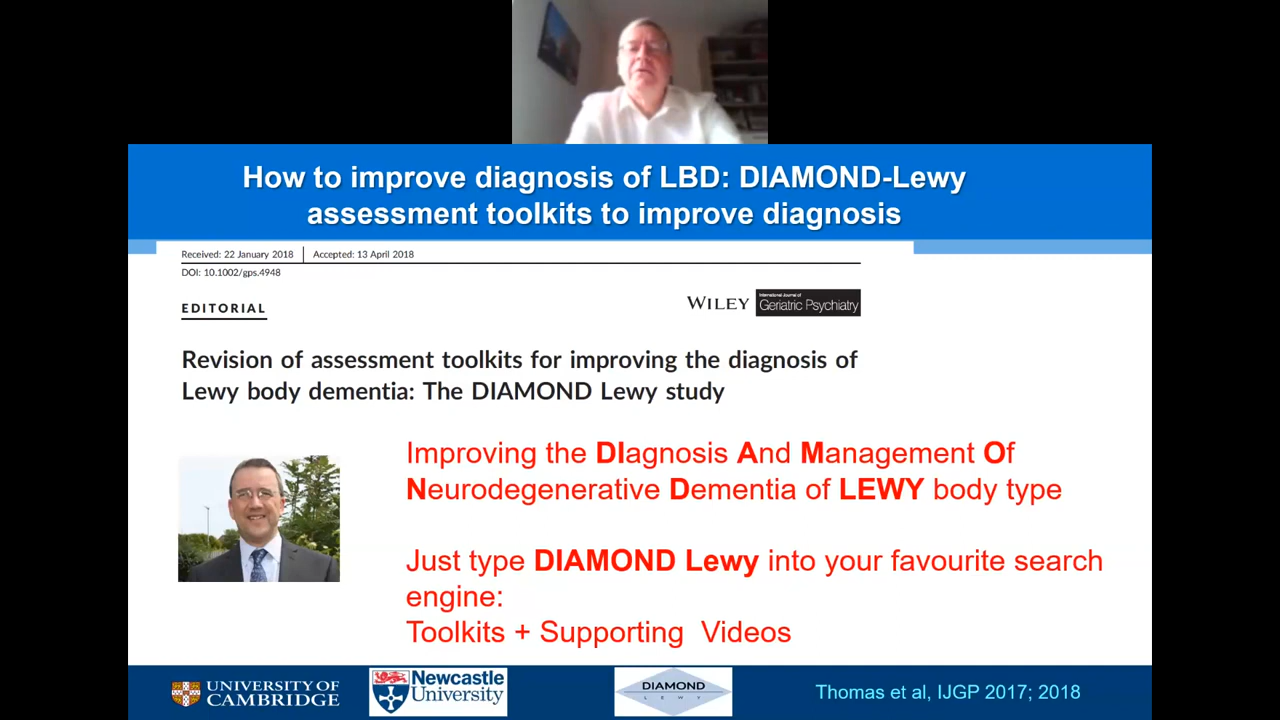 How to improve diagnosis of LBD: DIAMOND-Lewy
assessment toolkits to improve diagnosis
Received: 22 January 2018 | Accepted: 13 April 2018
DOI: 10.1002/gps.4948
EDITORIAL
WILEY
International Journal of
Geriatric Psychiatry
Revision of assessment toolkits for improving the diagnosis of
Lewy body dementia: The DIAMOND Lewy study
Improving the DIagnosis And Management Of
Neurodegenerative Dementia of LEWY body type
Just type DIAMOND Lewy into your favourite search
engine:
Toolkits + Supporting Videos
UNIVERSITY OF
CAMBRIDGE
Newcastle
University
DIAMOND
LEWY
Thomas et al, IJGP 2017; 2018